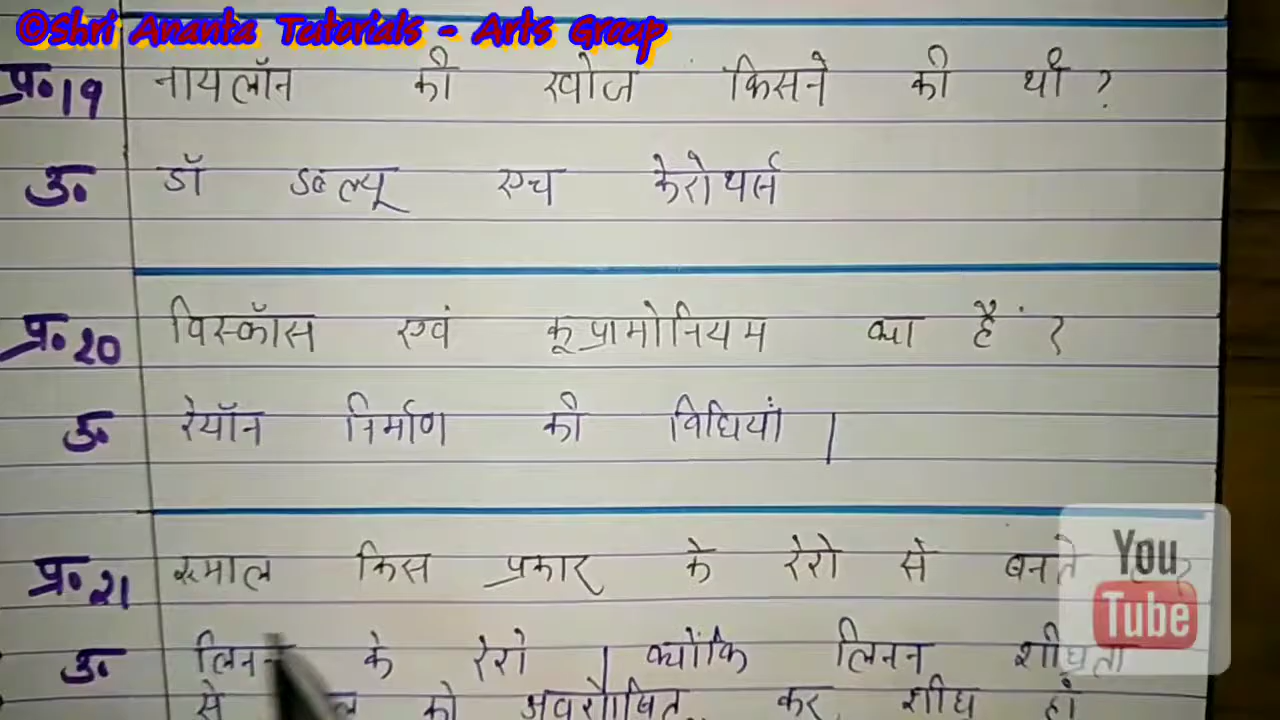 ©Shri Ananta Tutorials - Arts Group
प्र.19 नायलॉन की खोज किसने की थी ?
उ. डॉ डब्ल्यू एच केरोथर्स
प्र.20 विस्कॉस एवं कूप्रामोनियम क्या है ?
उ. रेयॉन निर्माण की विधियाँ |
प्र.21 रूमाल किस प्रकार के रेशे से बनते
You
Tube
उ. लिनन के रेशे | क्योंकि लिनन शीघ्रता
से को अवशोषित कर शीघ्र ही